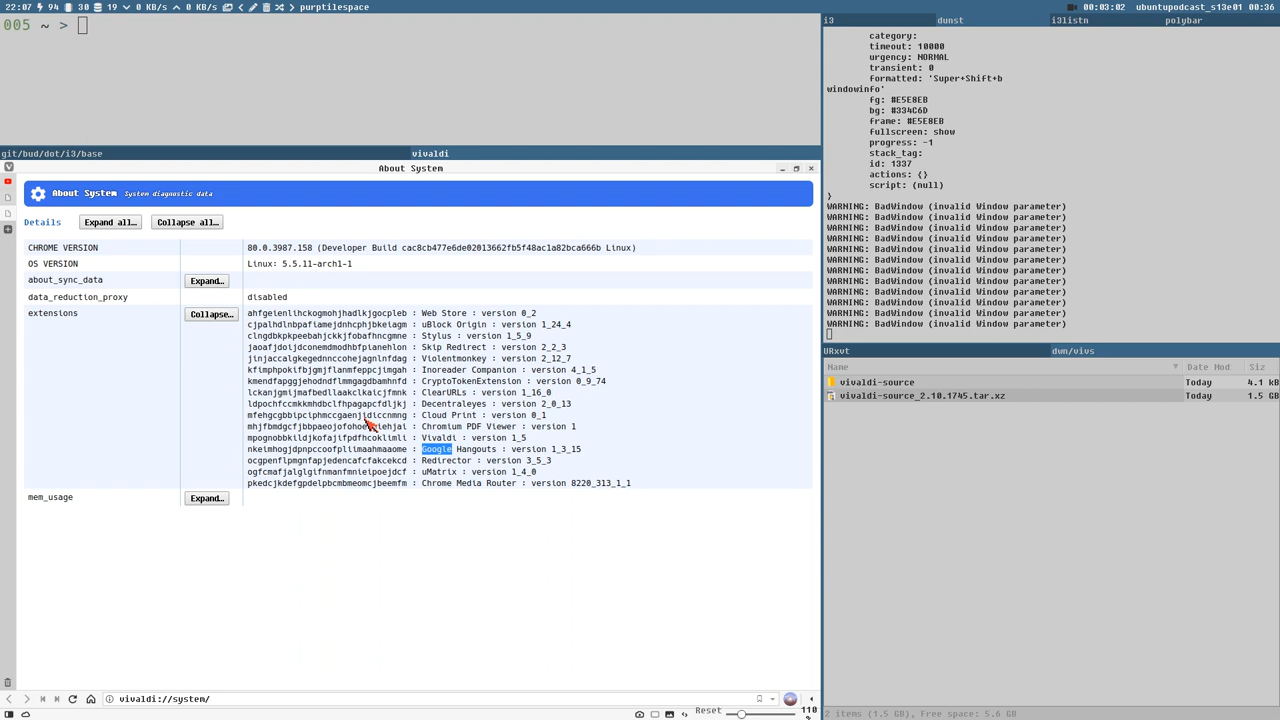 22:07 94 30 19 0 KB/s 0 KB/s purptilespace
00:03:02 ubuntupodcast_s13e01 00:36
005 ~ >
i3 dunst i3listn polybar
category:
timeout: 10000
urgency: NORMAL
transient: 0
formatted: 'Super+Shift+b
windowinfo'
fg: #E5E8EB
bg: #334C6D
frame: #E5E8EB
fullscreen: show
progress: -1
stack_tag:
id: 1337
actions: {}
script: (null)
}
WARNING: BadWindow (invalid Window parameter)
WARNING: BadWindow (invalid Window parameter)
WARNING: BadWindow (invalid Window parameter)
WARNING: BadWindow (invalid Window parameter)
WARNING: BadWindow (invalid Window parameter)
WARNING: BadWindow (invalid Window parameter)
WARNING: BadWindow (invalid Window parameter)
WARNING: BadWindow (invalid Window parameter)
WARNING: BadWindow (invalid Window parameter)
WARNING: BadWindow (invalid Window parameter)
WARNING: BadWindow (invalid Window parameter)
WARNING: BadWindow (invalid Window parameter)
git/bud/dot/i3/base vivaldi
About System
About System System diagnostic data
Details Expand all... Collapse all...
CHROME VERSION 80.0.3987.158 (Developer Build cac8cb477e6de02013662fb5f48ac1a82bca666b Linux)
OS VERSION Linux: 5.5.11-arch1-1
about_sync_data Expand...
data_reduction_proxy disabled
extensions Collapse...
ahfgeienlihckogmohjhadlkjgocpleb : Web Store : version 0_2
cjpalhdlnbpafiamejdnhcphjbkeiagm : uBlock Origin : version 1_24_4
clngdbkpkpeebahjckkjfobafhncgmne : Stylus : version 1_5_9
jaoafjdoijdconemdmodhbfpianehlon : Skip Redirect : version 2_2_3
jinjaccalgkegednnccohejagnlnfdag : Violentmonkey : version 2_12_7
kfimphpokifbjgmjflanmfeppcjimgah : Inoreader Companion : version 4_1_5
kmendfapggjehodndflmmgagdbamhnfd : CryptoTokenExtension : version 0_9_74
lckanjgmijmafbedllaakclkaicjfmnk : ClearURLs : version 1_16_0
ldpochfccmkkmhdbclfhpagapcfdljkj : Decentraleyes : version 2_0_13
mfehgcgbbipciphmccgaenjidiccnmng : Cloud Print : version 0_1
Chromium PDF Viewer : version 1
mpognobbkildjkofajifpdfhcoklimli : Vivaldi : version 1_5
nkeimhogjdpnpccoofpliimaahmaaome : Google Hangouts : version 1_3_15
ocgpenflpmgnfapjedencafcfakcekcd : Redirector : version 3_5_3
ogfcmafjalglgifnmanfmnieipoejdcf : uMatrix : version 1_4_0
pkedcjkdefgpdelpbcmbmeomcjbeemfm : Chrome Media Router : version 8220_313_1_1
mem_usage Expand...
vivaldi://system/
Reset 110
URxvt dwn/vivs
Name Date Mod Siz
vivaldi-source Today 4.1 kB
vivaldi-source_2.10.1745.tar.xz Today 1.5 GB
2 items (1.5 GB), Free space: 5.6 GB